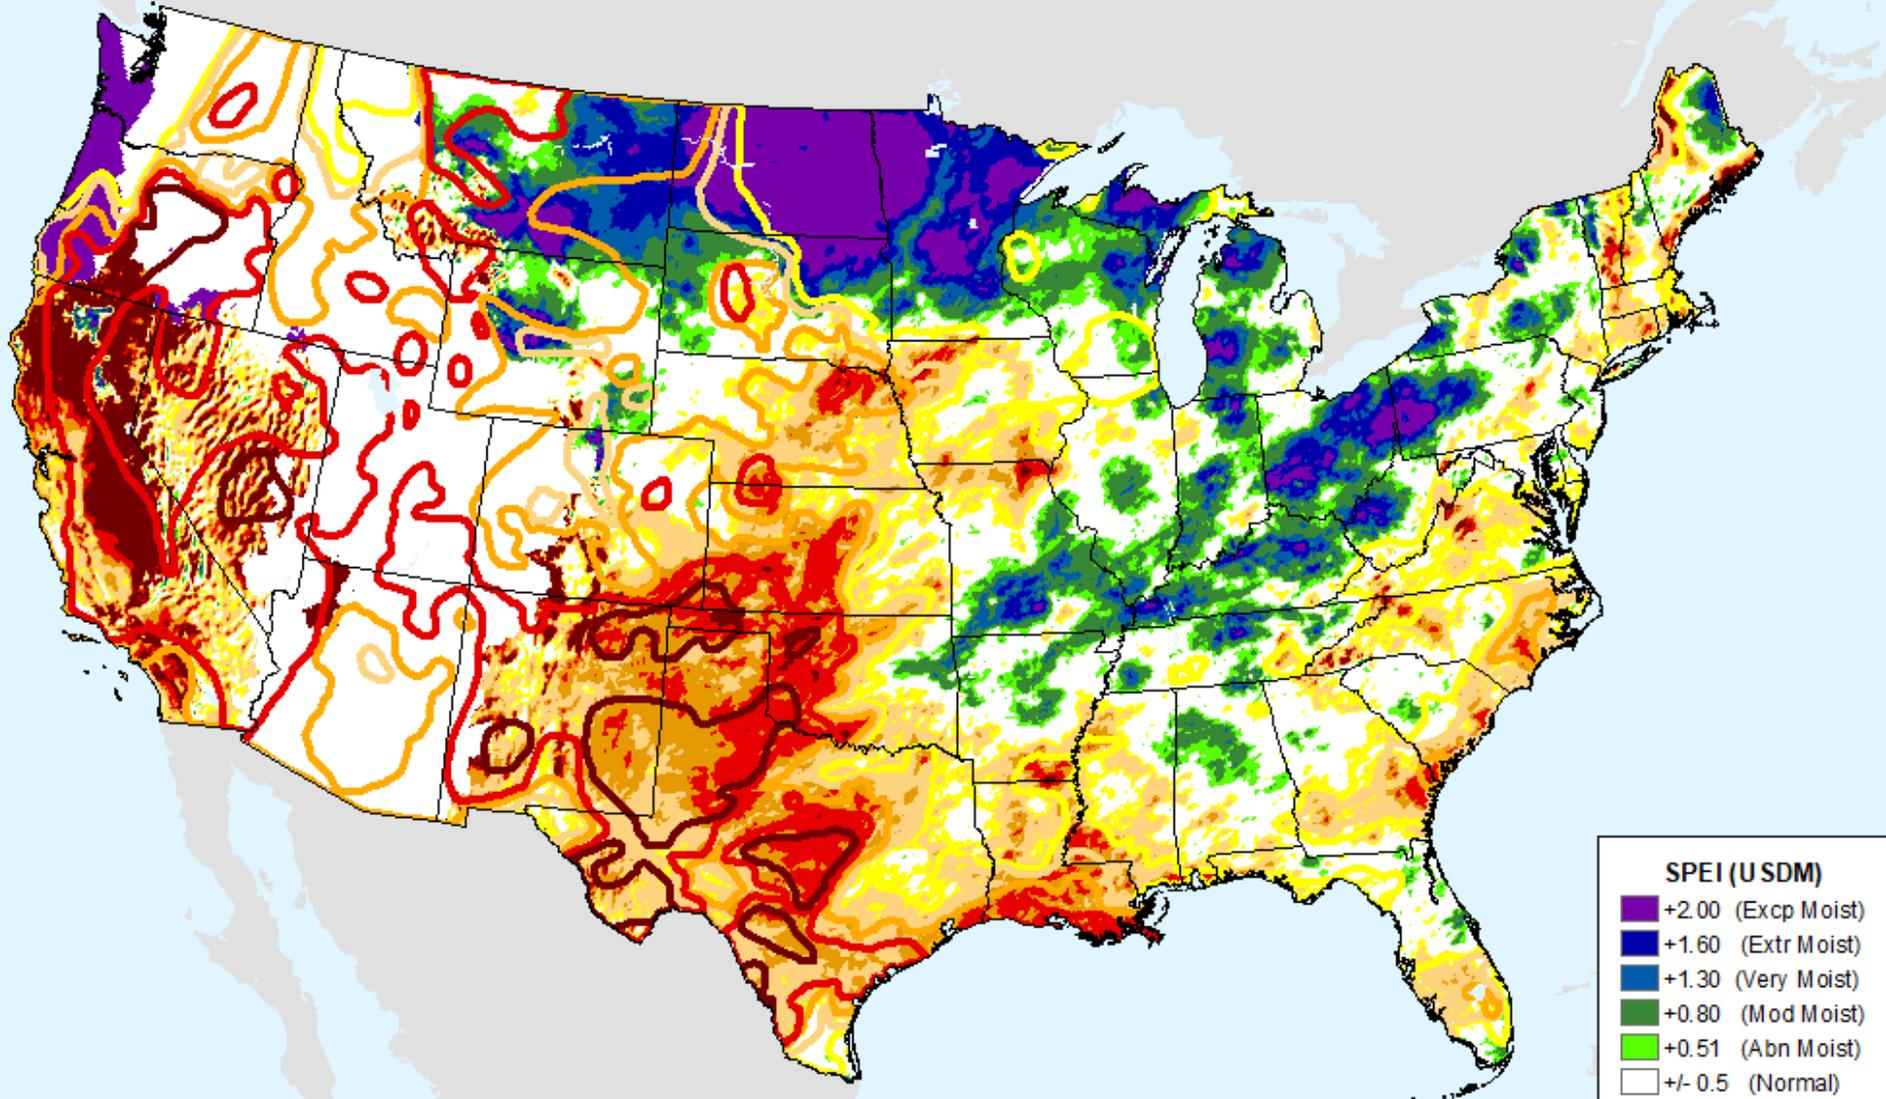 SPEI (USDM)
+2.00 (Excp Moist)
+1.60 (Extr Moist)
+1.30 (Very Moist)
+0.80 (Mod Moist)
+0.51 (Abn Moist)
+/- 0.5 (Normal)